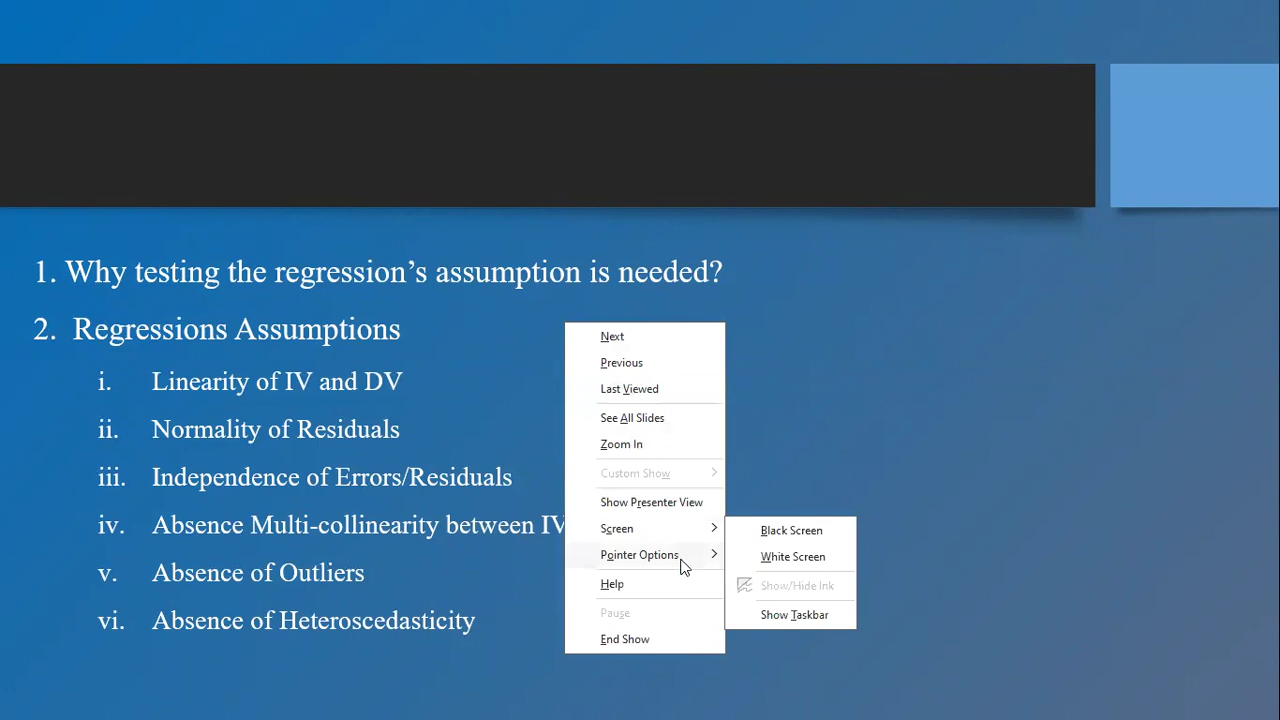 1. Why testing the regression’s assumption is needed?
2. Regressions Assumptions
i. Linearity of IV and DV
ii. Normality of Residuals
iii. Independence of Errors/Residuals
iv. Absence Multi-collinearity between IV
v. Absence of Outliers
vi. Absence of Heteroscedasticity
Next
Previous
Last Viewed
See All Slides
Zoom In
Custom Show
Show Presenter View
Screen
Pointer Options
Help
Pause
End Show
Black Screen
White Screen
Show/Hide Ink
Show Taskbar